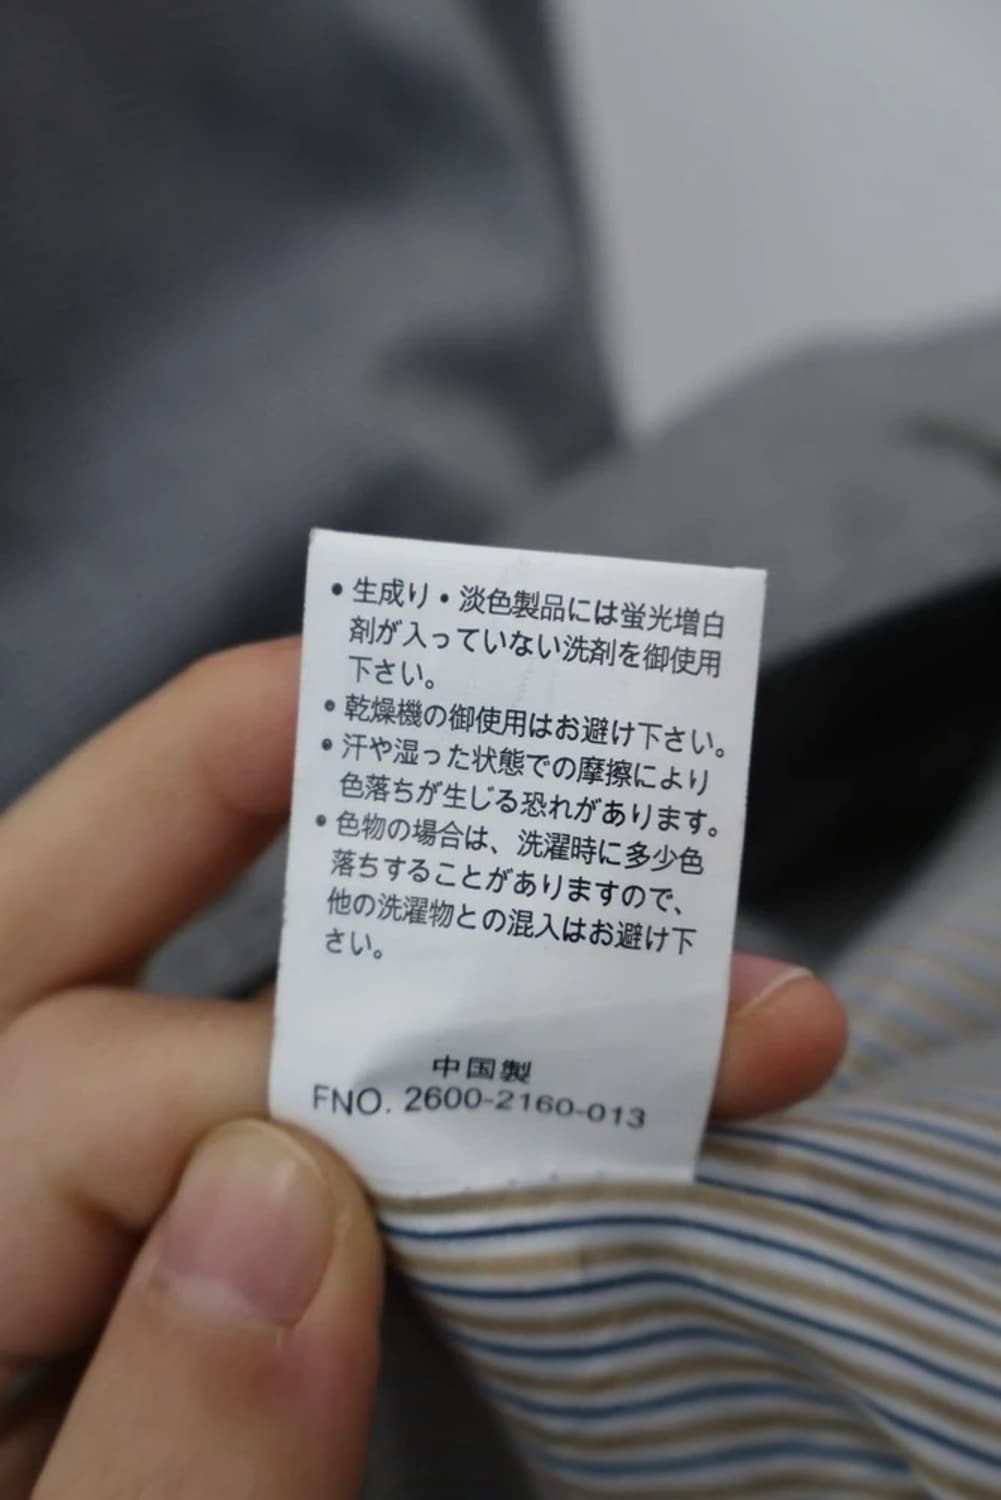 •生成り・淡色製品には蛍光増白
剤が入っていない洗剤を御使用
下さい。
•乾燥機の御使用はお避け下さい。
•汗や湿った状態での摩擦により
色落ちが生じる恐れがあります。
•色物の場合は、洗濯時に多少色
落ちすることがありますので、
他の洗濯物との混入はお避け下
さい。
中国製
FNO. 2600-2160-013